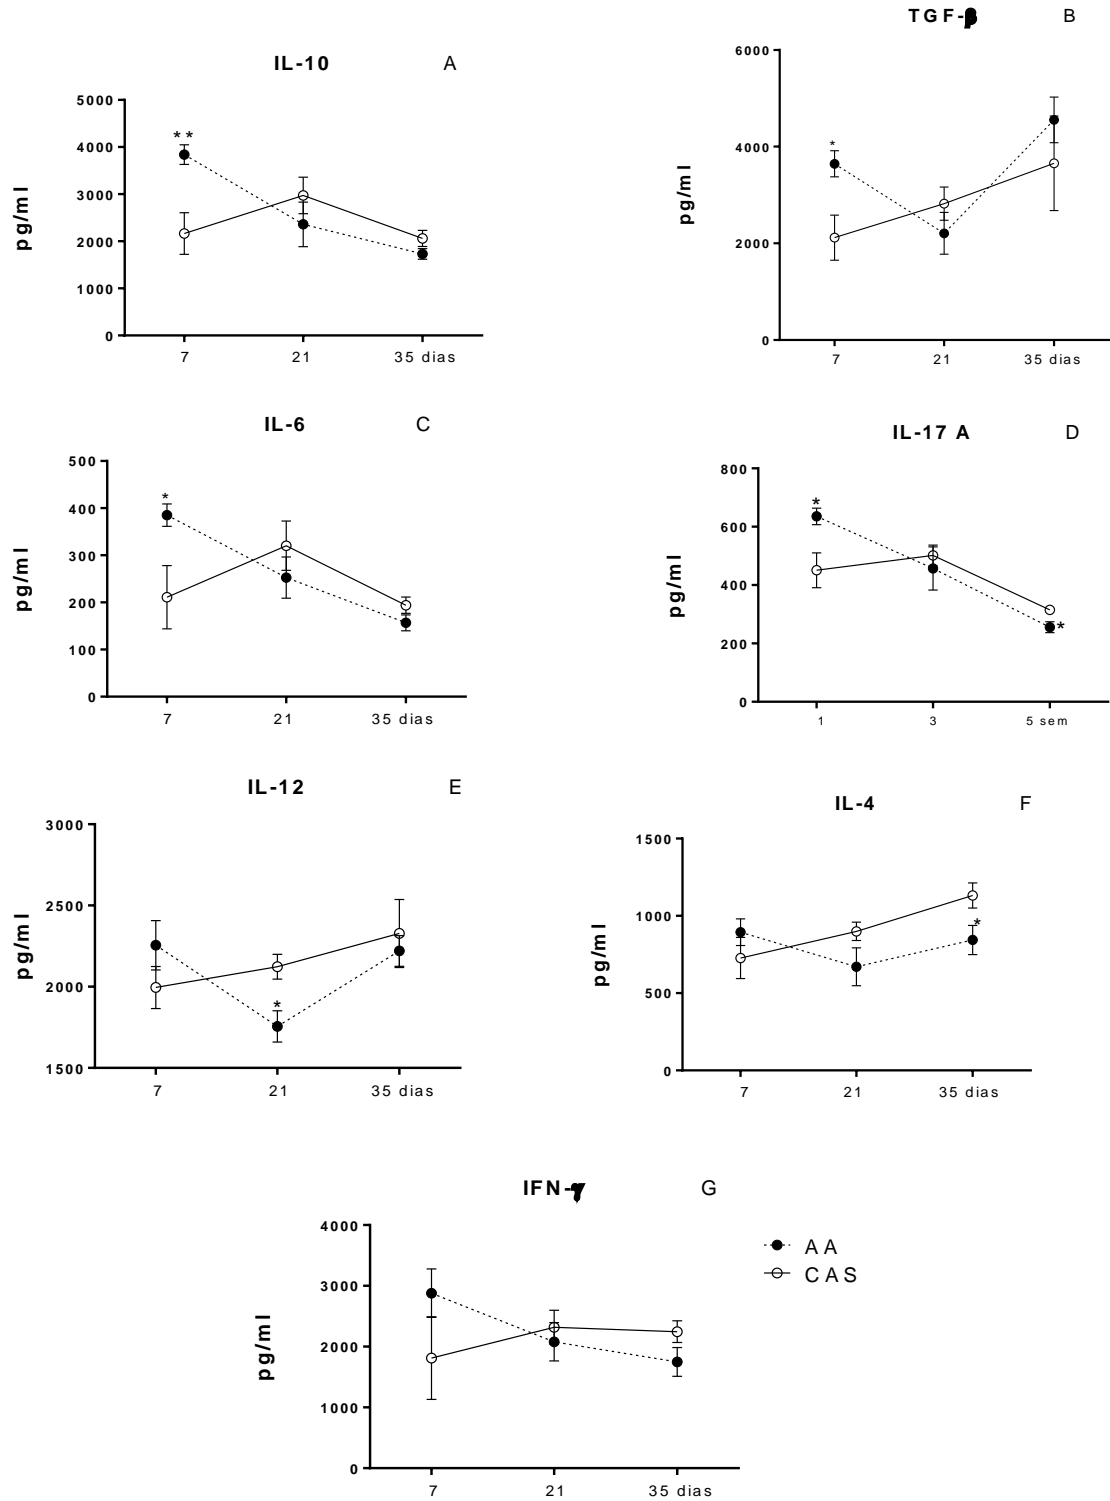 IL-10 A
pg/ml
5000
4000
3000
2000
1000
0
**
7 21 35 dias
TGF-β B
pg/ml
6000
4000
2000
0
*
7 21 35 dias
IL-6 C
pg/ml
500
400
300
200
100
0
*
7 21 35 dias
IL-17 A D
pg/ml
800
600
400
200
0
*
*
1 3 5 sem
IL-12 E
pg/ml
3000
2500
2000
1500
*
7 21 35 dias
IL-4 F
pg/ml
1500
1000
500
0
*
7 21 35 dias
IFN-γ G
pg/ml
4000
3000
2000
1000
0
7 21 35 dias
AA
CAS